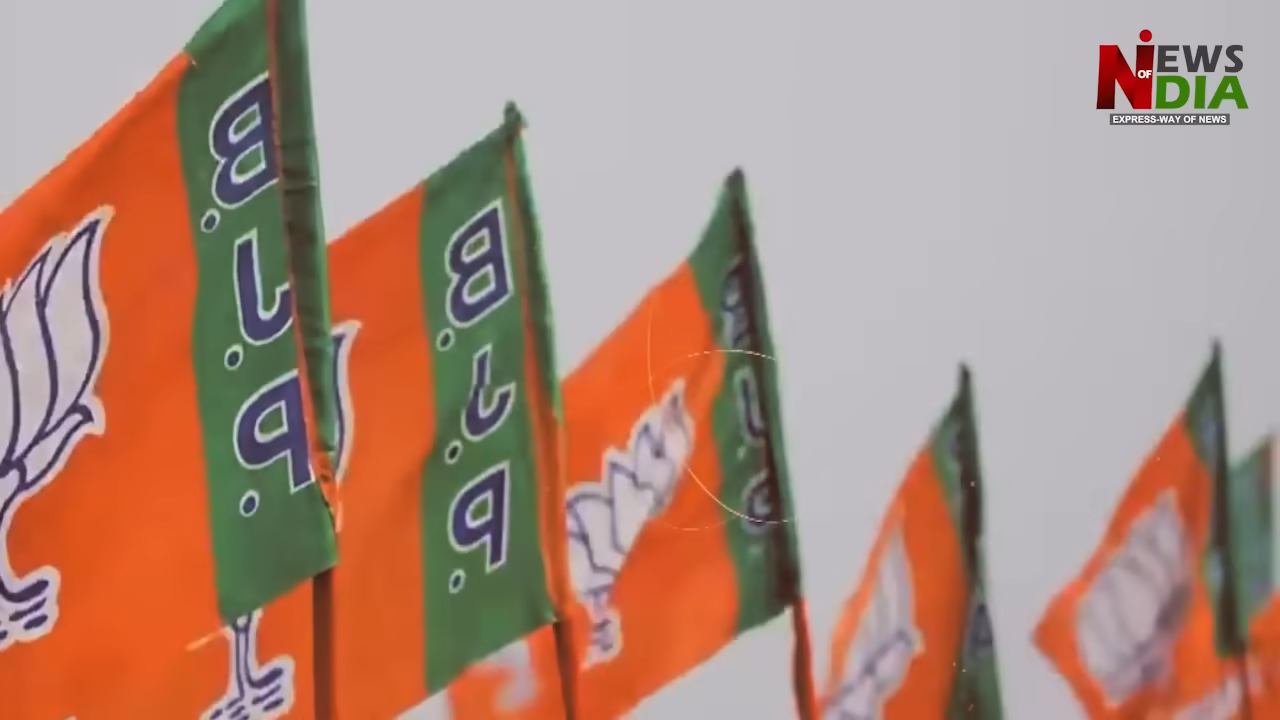 B.J.P.
B.J.P.
NEWS
OF
INDIA
EXPRESS-WAY OF NEWS